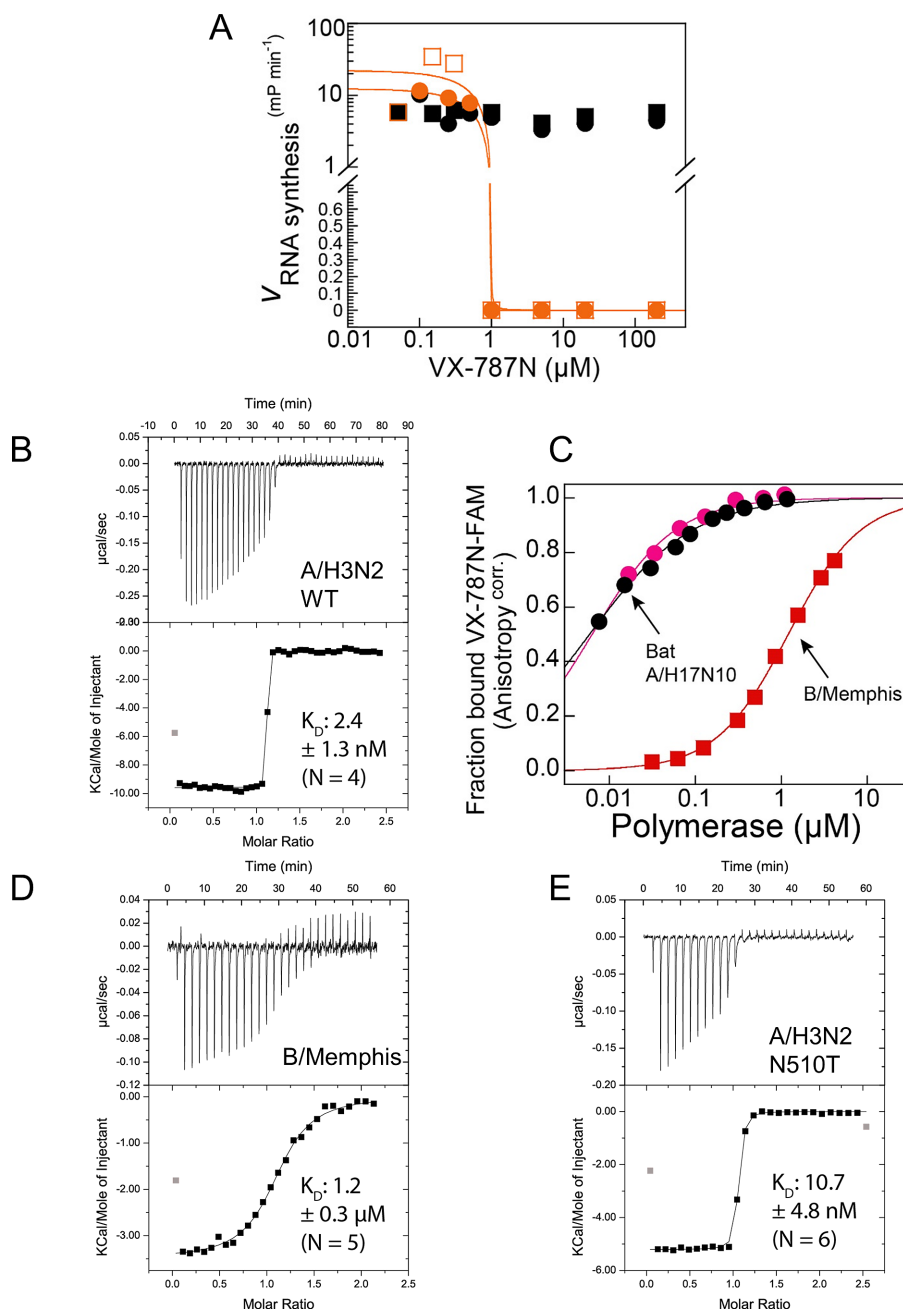 A
V RNA synthesis (mP min-1)
100
10
1
0.6
0.5
0.4
0.3
0.2
0.1
0
0.01 0.1 1 10 100
VX-787N (µM)
B
Time (min)
-10 0 10 20 30 40 50 60 70 80 90
0.05
0.00
-0.05
-0.10
-0.15
-0.20
-0.25
µcal/sec
A/H3N2
WT
0.00
-2.00
-4.00
-6.00
-8.00
-10.00
KCal/Mole of Injectant
KD: 2.4
± 1.3 nM
(N = 4)
0.0 0.5 1.0 1.5 2.0 2.5
Molar Ratio
C
Fraction bound VX-787N-FAM
(Anisotropy corr.)
1.0
0.8
0.6
0.4
0.2
0.0
Bat
A/H17N10
B/Memphis
0.01 0.1 1 10
Polymerase (µM)
D
Time (min)
0 10 20 30 40 50 60
0.04
0.02
0.00
-0.02
-0.04
-0.06
-0.08
-0.10
-0.12
µcal/sec
B/Memphis
0.00
-1.00
-2.00
-3.00
KCal/Mole of Injectant
KD: 1.2
± 0.3 µM
(N = 5)
0.0 0.5 1.0 1.5 2.0
Molar Ratio
E
Time (min)
0 10 20 30 40 50 60
0.00
-0.05
-0.10
-0.15
-0.20
µcal/sec
A/H3N2
N510T
0.00
-2.00
-4.00
-6.00
KCal/Mole of Injectant
KD: 10.7
± 4.8 nM
(N = 6)
0.0 0.5 1.0 1.5 2.0 2.5
Molar Ratio